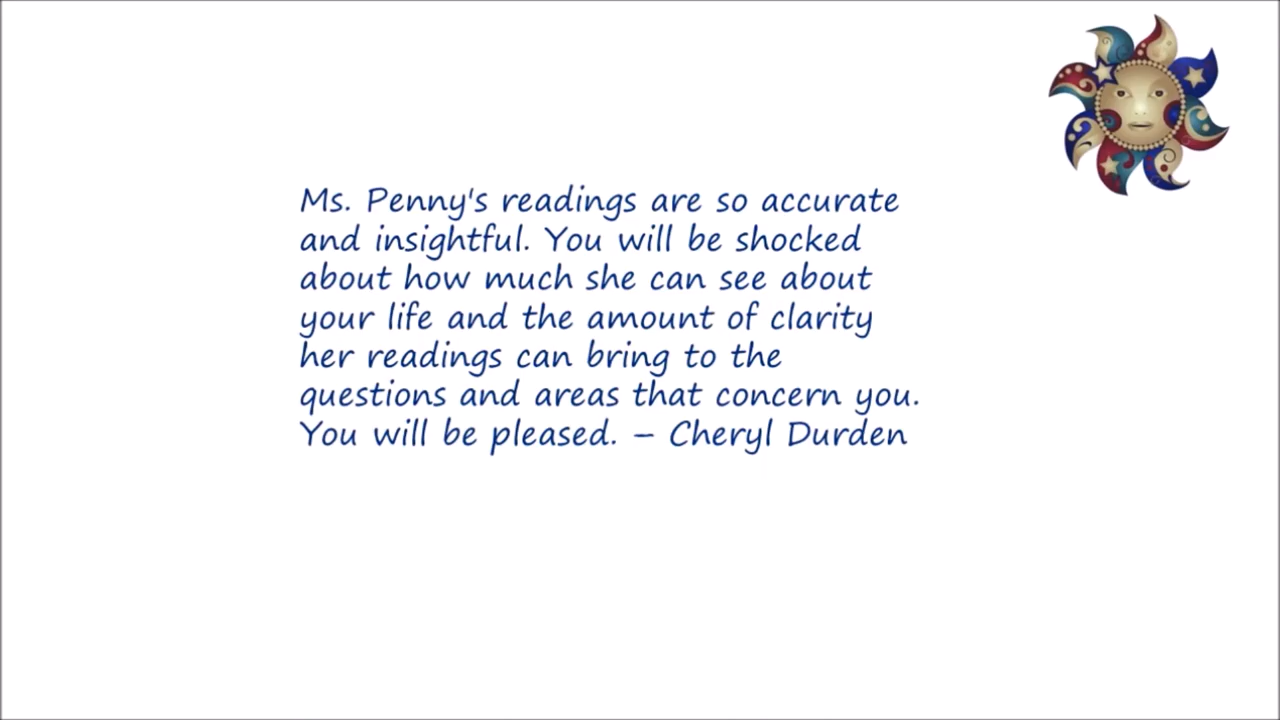 Ms. Penny's readings are so accurate
and insightful. You will be shocked
about how much she can see about
your life and the amount of clarity
her readings can bring to the
questions and areas that concern you.
You will be pleased. – Cheryl Durden